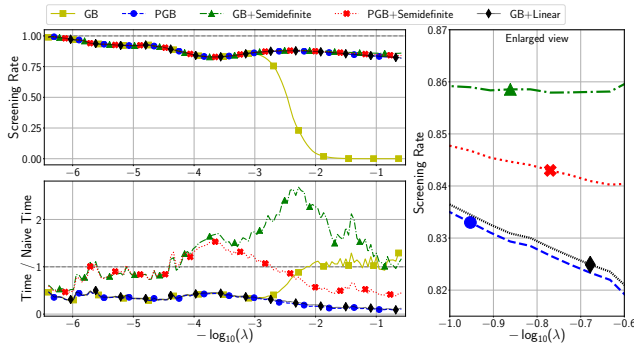 GB PGB GB+Semidefinite PGB+Semidefinite GB+Linear
Screening Rate
1.00
0.75
0.50
0.25
0.00
−6 −5 −4 −3 −2 −1
Time / Naive Time
2
1
0
−6 −5 −4 −3 −2 −1
− log10(λ)
Enlarged view
Screening Rate
0.87
0.86
0.85
0.84
0.83
0.82
−1.0 −0.9 −0.8 −0.7 −0.6
− log10(λ)